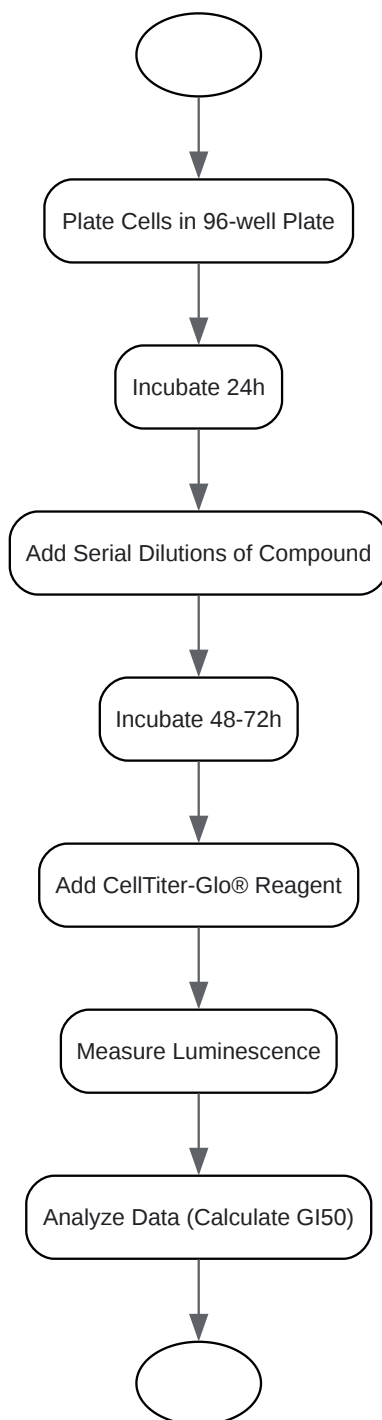 Plate Cells in 96-well Plate
Incubate 24h
Add Serial Dilutions of Compound
Incubate 48-72h
Add CellTiter-Glo® Reagent
Measure Luminescence
Analyze Data (Calculate GI50)